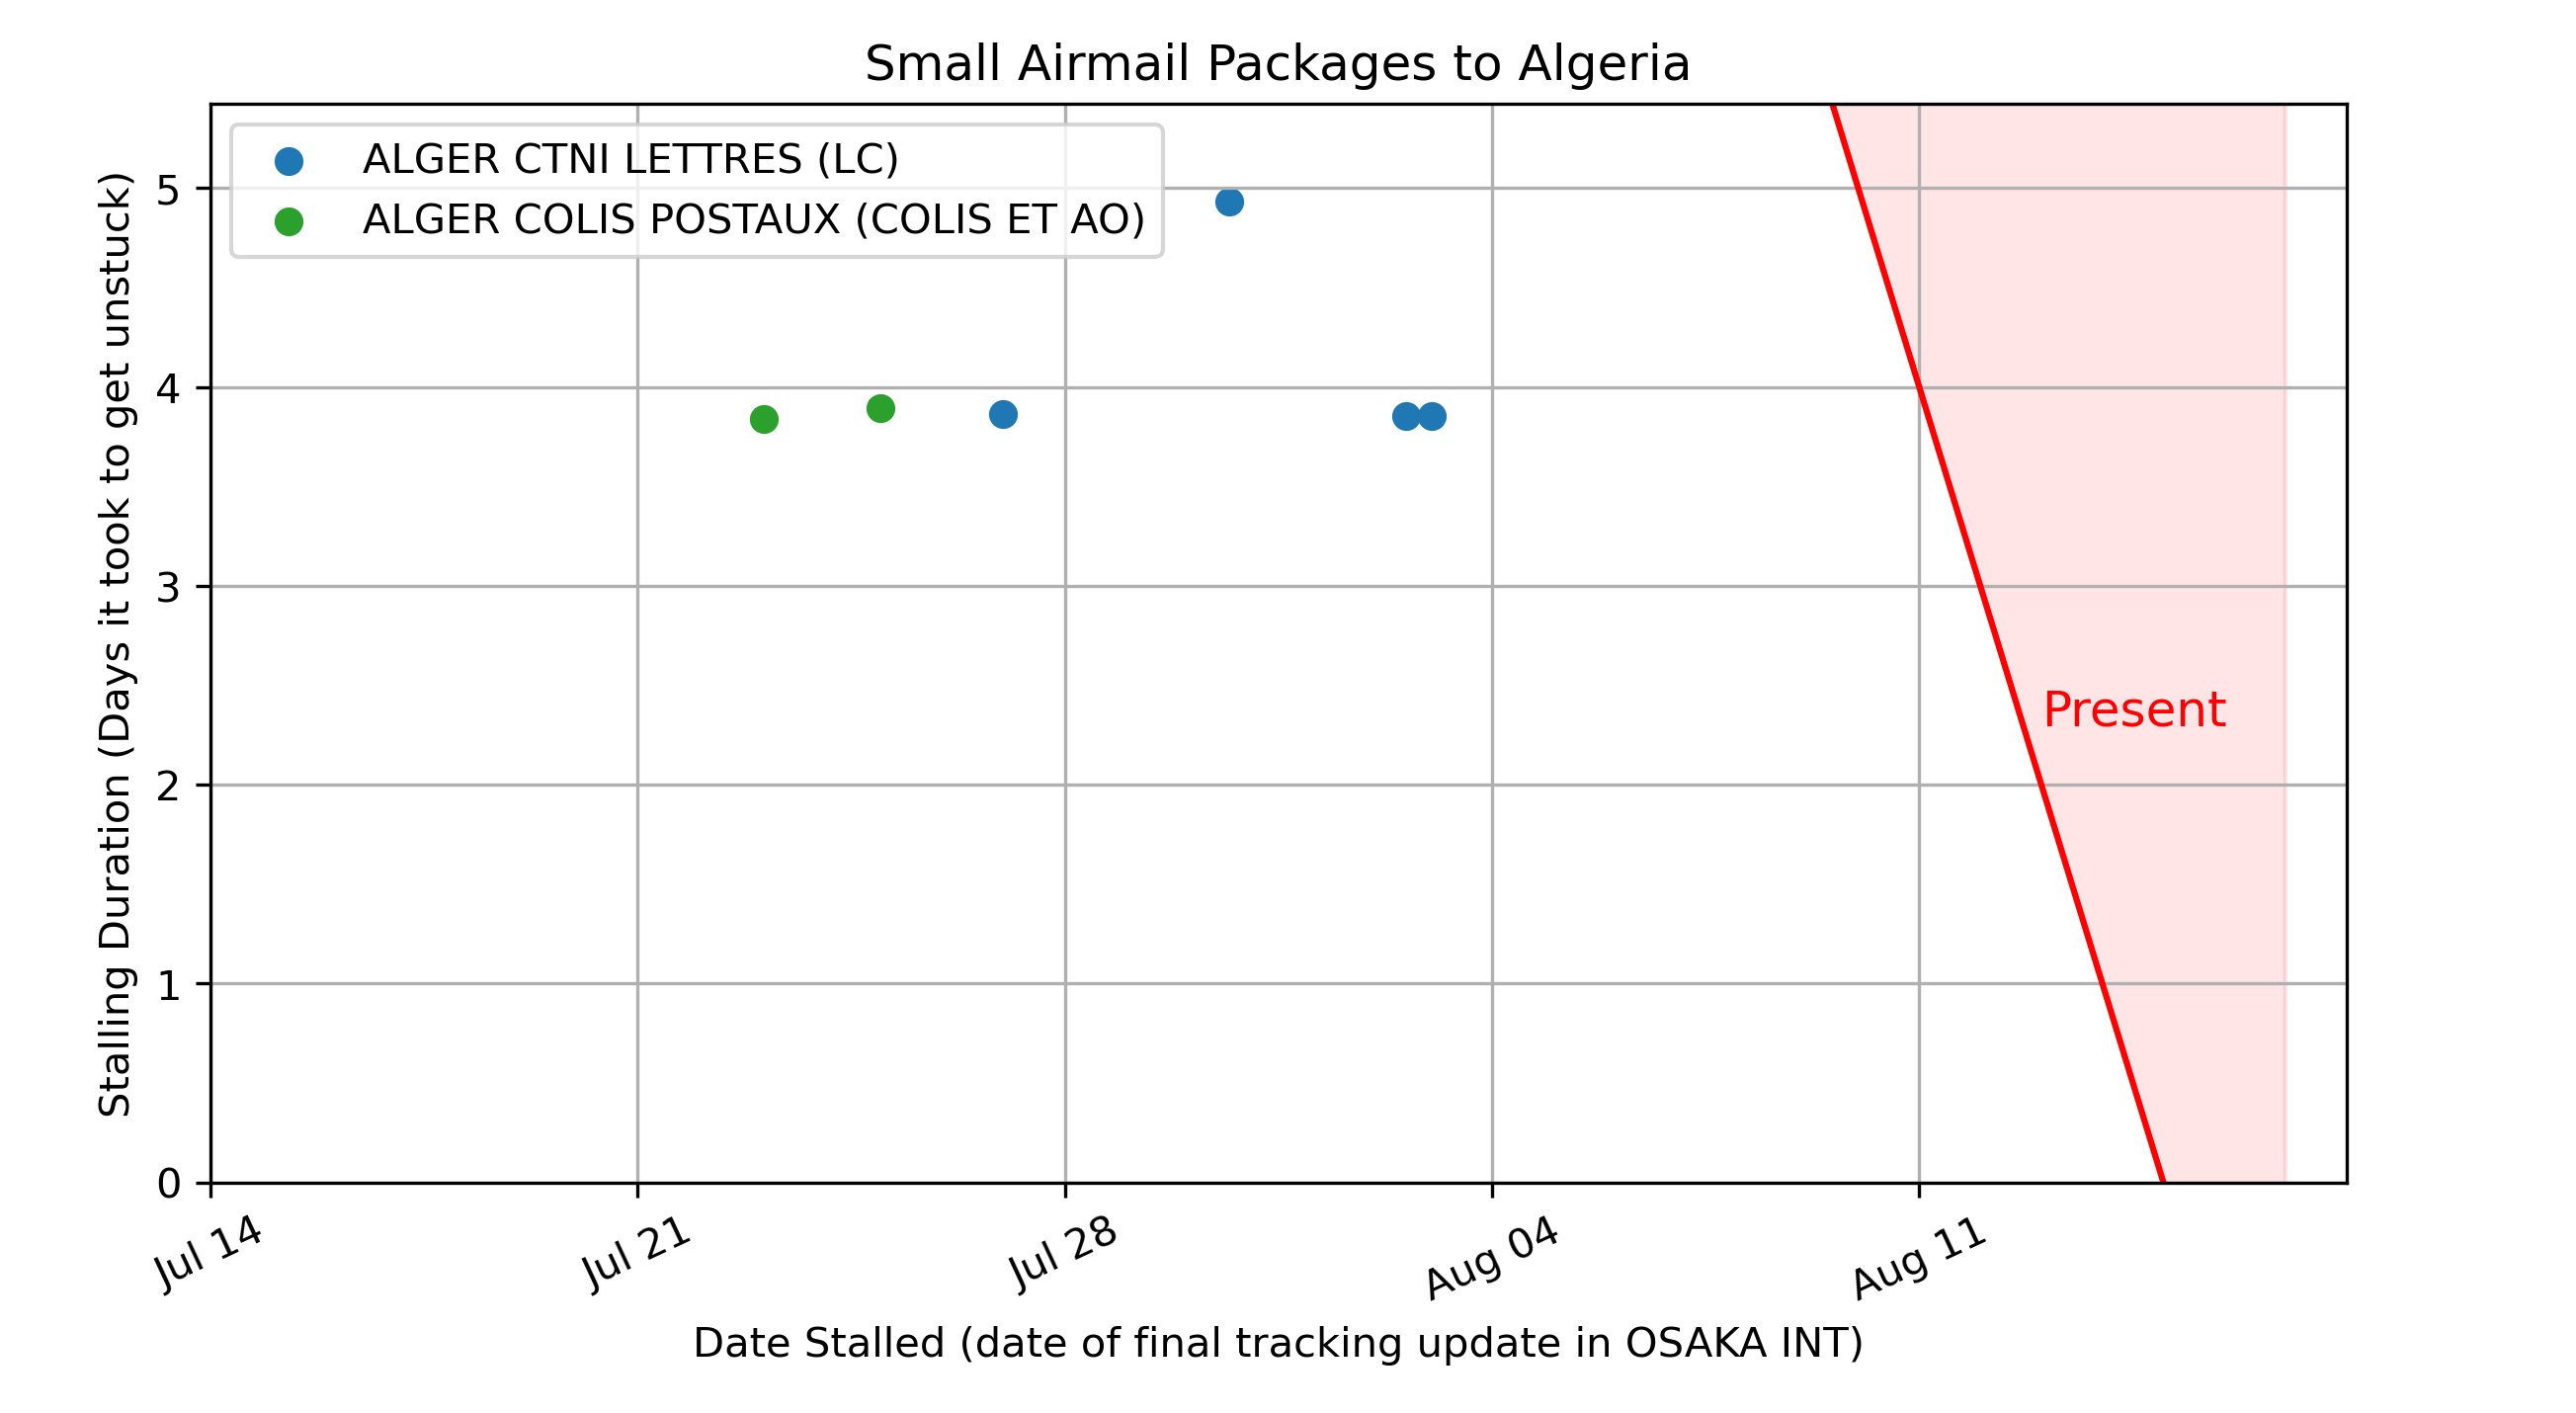 Small Airmail Packages to Algeria
ALGER CTNI LETTRES (LC)
ALGER COLIS POSTAUX (COLIS ET AO)
Stalling Duration (Days it took to get unstuck)
5
4
3
2
1
0
Present
Jul 14
Jul 21
Jul 28
Aug 04
Aug 11
Date Stalled (date of final tracking update in OSAKA INT)